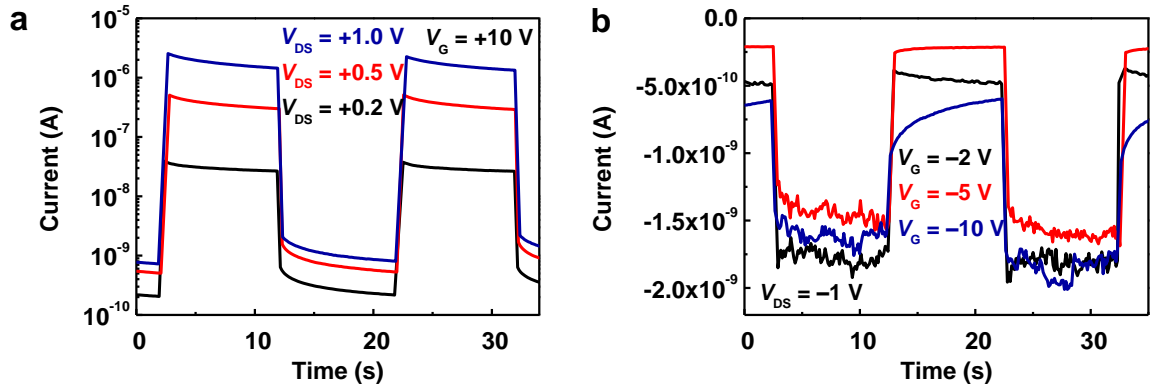 a
V_DS = +1.0 V V_G = +10 V
V_DS = +0.5 V
V_DS = +0.2 V
10⁻⁵
10⁻⁶
10⁻⁷
10⁻⁸
10⁻⁹
10⁻¹⁰
Current (A)
0 10 20 30
Time (s)
b
0.0
-5.0x10⁻¹⁰
-1.0x10⁻⁹
-1.5x10⁻⁹
-2.0x10⁻⁹
Current (A)
V_G = –2 V
V_G = –5 V
V_G = –10 V
V_DS = –1 V
0 10 20 30
Time (s)